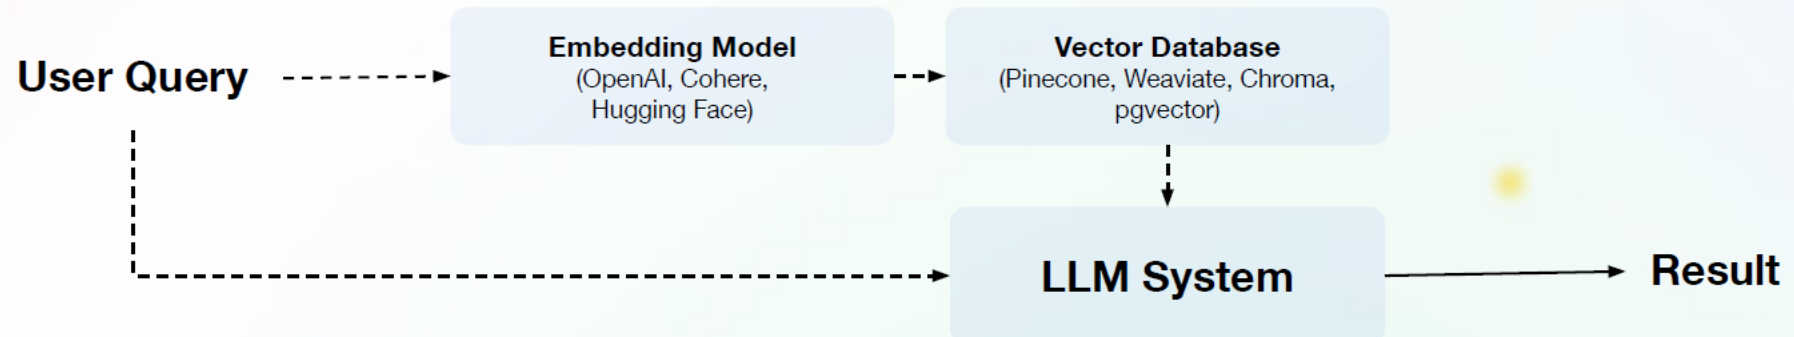 User Query
Embedding Model
(OpenAI, Cohere,
Hugging Face)
Vector Database
(Pinecone, Weaviate, Chroma,
pgvector)
LLM System
Result